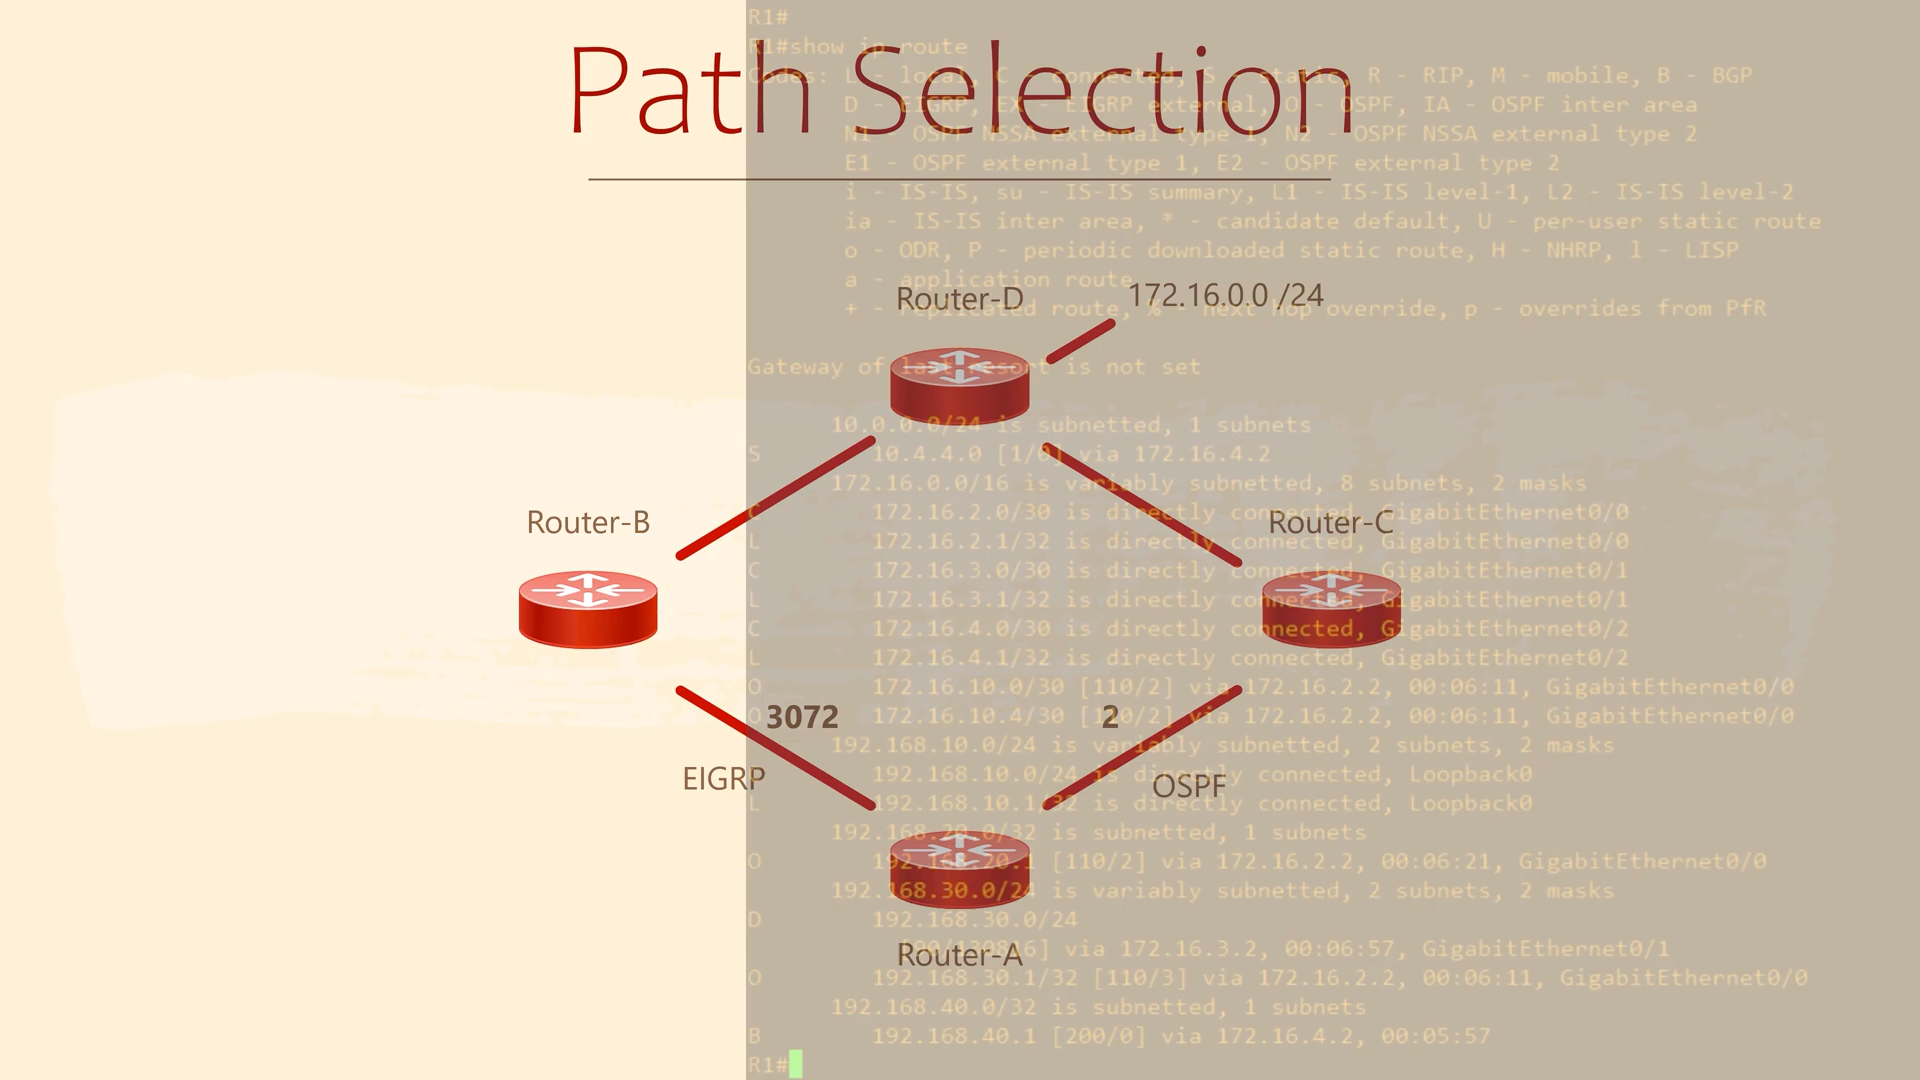 Path Selection
R1#
R1#show ip route
Codes: L - local, C - connected, S - static, R - RIP, M - mobile, B - BGP
D - EIGRP, EX - EIGRP external, O - OSPF, IA - OSPF inter area
N1 - OSPF NSSA external type 1, N2 - OSPF NSSA external type 2
E1 - OSPF external type 1, E2 - OSPF external type 2
i - IS-IS, su - IS-IS summary, L1 - IS-IS level-1, L2 - IS-IS level-2
ia - IS-IS inter area, * - candidate default, U - per-user static route
o - ODR, P - periodic downloaded static route, H - NHRP, l - LISP
a - application route
+ - replicated route, % - next hop override, p - overrides from PfR
Gateway of last resort is not set
10.0.0.0/24 is subnetted, 1 subnets
S 10.4.4.0 [1/0] via 172.16.4.2
172.16.0.0/16 is variably subnetted, 8 subnets, 2 masks
C 172.16.2.0/30 is directly connected, GigabitEthernet0/0
L 172.16.2.1/32 is directly connected, GigabitEthernet0/0
C 172.16.3.0/30 is directly connected, GigabitEthernet0/1
L 172.16.3.1/32 is directly connected, GigabitEthernet0/1
C 172.16.4.0/30 is directly connected, GigabitEthernet0/2
L 172.16.4.1/32 is directly connected, GigabitEthernet0/2
O 172.16.10.0/30 [110/2] via 172.16.2.2, 00:06:11, GigabitEthernet0/0
O 172.16.10.4/30 [110/2] via 172.16.2.2, 00:06:11, GigabitEthernet0/0
192.168.10.0/24 is variably subnetted, 2 subnets, 2 masks
192.168.10.0/24 is directly connected, Loopback0
L 192.168.10.1/32 is directly connected, Loopback0
192.168.20.0/32 is subnetted, 1 subnets
O 192.168.20.1 [110/2] via 172.16.2.2, 00:06:21, GigabitEthernet0/0
192.168.30.0/24 is variably subnetted, 2 subnets, 2 masks
D 192.168.30.0/24
via 172.16.3.2, 00:06:57, GigabitEthernet0/1
O 192.168.30.1/32 [110/3] via 172.16.2.2, 00:06:11, GigabitEthernet0/0
192.168.40.0/32 is subnetted, 1 subnets
B 192.168.40.1 [200/0] via 172.16.4.2, 00:05:57
R1#
Router-D
172.16.0.0 /24
Router-B
Router-C
3072
2
EIGRP
OSPF
Router-A